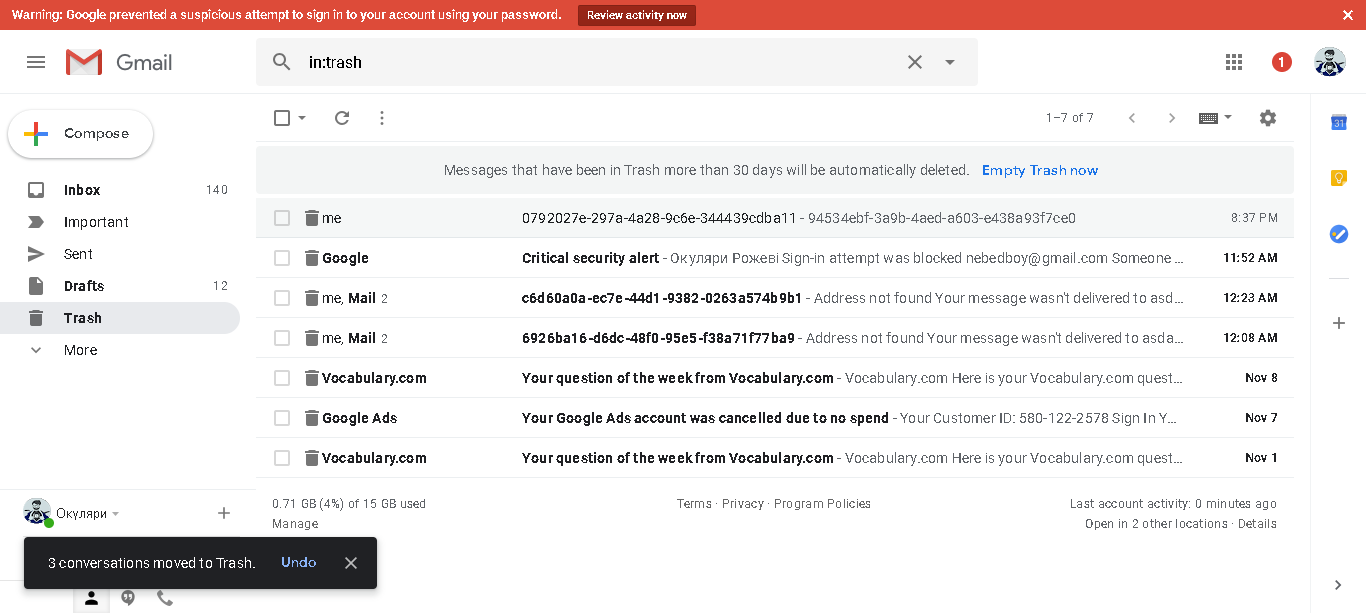 Warning: Google prevented a suspicious attempt to sign in to your account using your password. Review activity now
Gmail
in:trash
1
Compose
1–7 of 7
31
Inbox 140
Important
Sent
Drafts 12
Trash
More
Messages that have been in Trash more than 30 days will be automatically deleted. Empty Trash now
me 0792027e-297a-4a28-9c6e-344439cdba11 - 94534ebf-3a9b-4aed-a603-e438a93f7ce0 8:37 PM
Google Critical security alert - Окуляри Рожеві Sign-in attempt was blocked nebedboy@gmail.com Someone ... 11:52 AM
me, Mail 2 c6d60a0a-ec7e-44d1-9382-0263a574b9b1 - Address not found Your message wasn't delivered to asd... 12:23 AM
me, Mail 2 6926ba16-d6dc-48f0-95e5-f38a71f77ba9 - Address not found Your message wasn't delivered to asda... 12:08 AM
Vocabulary.com Your question of the week from Vocabulary.com - Vocabulary.com Here is your Vocabulary.com quest... Nov 8
Google Ads Your Google Ads account was cancelled due to no spend - Your Customer ID: 580-122-2578 Sign In Y... Nov 7
Vocabulary.com Your question of the week from Vocabulary.com - Vocabulary.com Here is your Vocabulary.com quest... Nov 1
0.71 GB (4%) of 15 GB used
Manage
Terms · Privacy · Program Policies
Last account activity: 0 minutes ago
Open in 2 other locations · Details
Окуляри
3 conversations moved to Trash. Undo